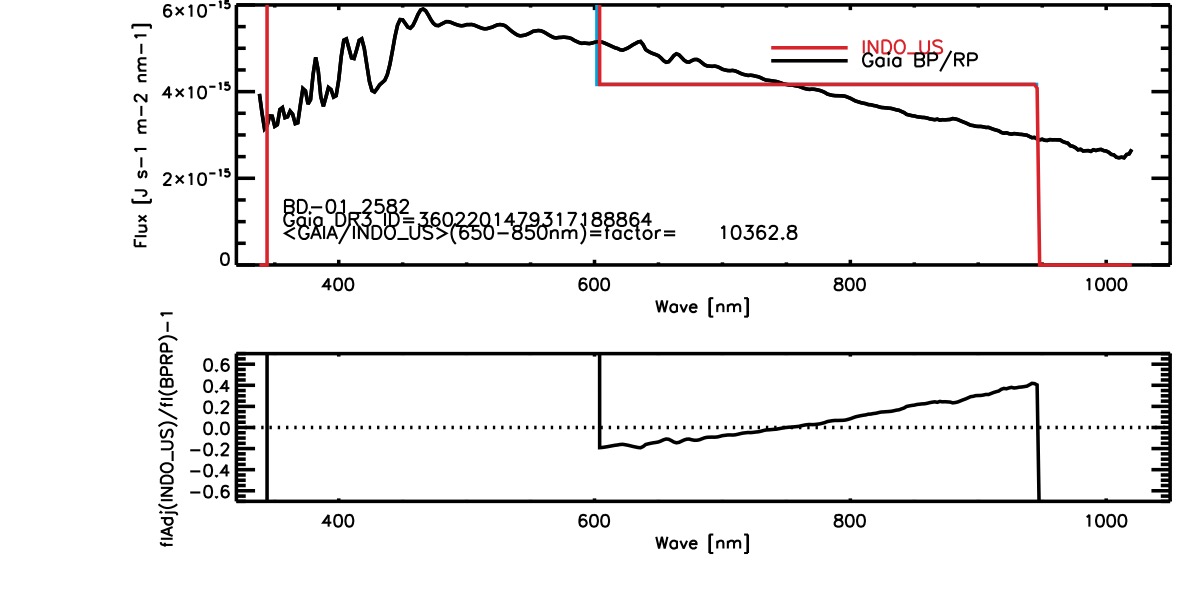 6×10⁻¹⁵
4×10⁻¹⁵
2×10⁻¹⁵
0
Flux [J s-1 m-2 nm-1]
INDO_US
Gaia BP/RP
BD-01_2582
Gaia DR3 ID=3602201479317188864
<GAIA/INDO_US>(650-850nm)=factor= 10362.8
400 600 800 1000
Wave [nm]
flAdj(INDO_US)/fl(BPRP)-1
0.6
0.4
0.2
0.0
-0.2
-0.4
-0.6
400 600 800 1000
Wave [nm]